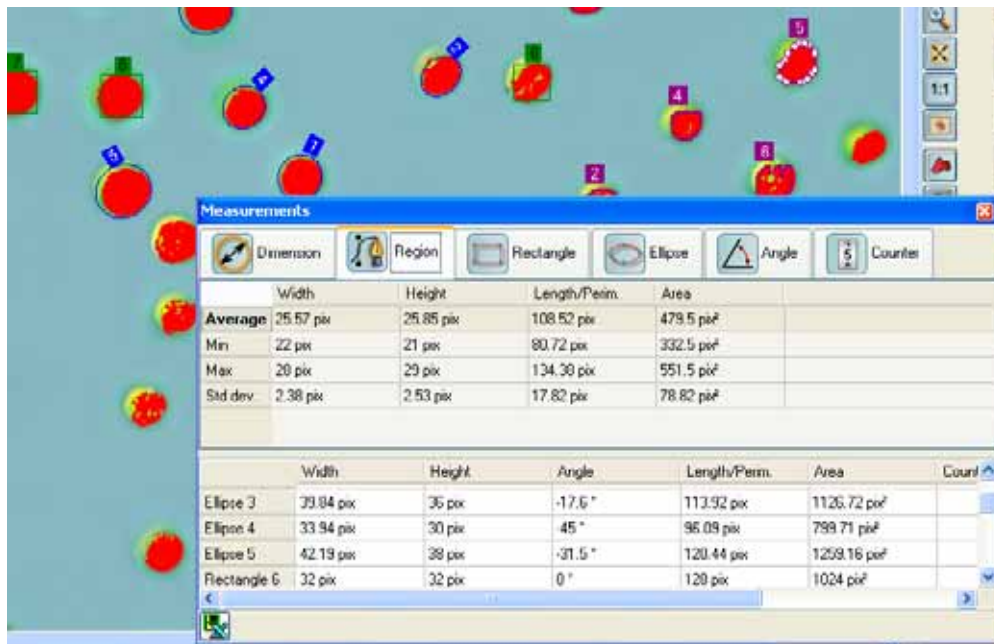 5
4
8
2
1:1
Measurements
Dimension Region Rectangle Ellipse Angle 5 Counter
Width Height Length/Perim. Area
Average 25.57 pix 25.85 pix 108.52 pix 479.5 pix²
Min 22 pix 21 pix 80.72 pix 332.5 pix²
Max 28 pix 29 pix 134.38 pix 551.5 pix²
Std dev. 2.38 pix 2.53 pix 17.82 pix 78.82 pix²
Width Height Angle Length/Perm. Area Count
Ellipse 3 39.84 pix 36 pix -17.6 ° 113.92 pix 1126.72 pix²
Ellipse 4 33.94 pix 30 pix -45 ° 96.09 pix 799.71 pix²
Ellipse 5 42.19 pix 38 pix -31.5 ° 120.44 pix 1259.16 pix²
Rectangle 6 32 pix 32 pix 0 ° 128 pix 1024 pix²